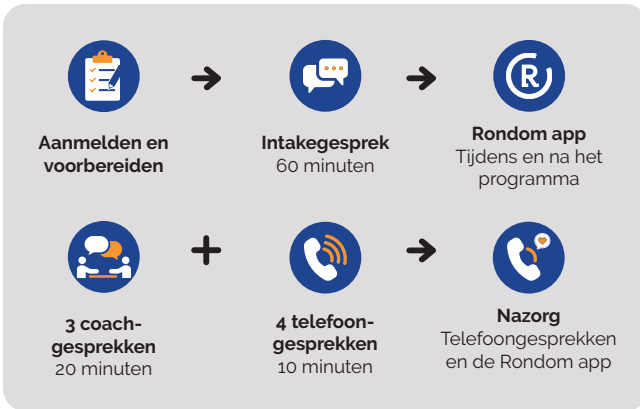 Aanmelden en
voorbereiden
Intakegesprek
60 minuten
R
Rondom app
Tijdens en na het
programma
3 coach-
gesprekken
20 minuten
4 telefoon-
gesprekken
10 minuten
Nazorg
Telefoongesprekken
en de Rondom app